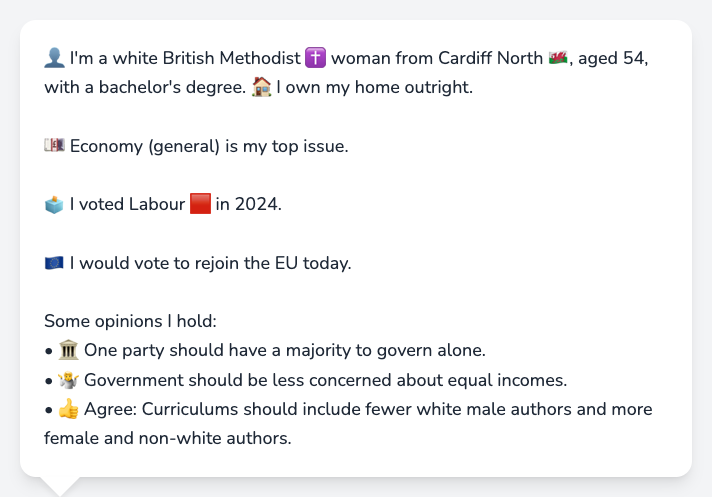 👤 I'm a white British Methodist ✝️ woman from Cardiff North 🏴󠁧󠁢󠁷󠁬󠁳󠁿, aged 54,
with a bachelor's degree. 🏠 I own my home outright.
💷 Economy (general) is my top issue.
🗳️ I voted Labour 🟥 in 2024.
🇪🇺 I would vote to rejoin the EU today.
Some opinions I hold:
• 🏛️ One party should have a majority to govern alone.
• 🤷 Government should be less concerned about equal incomes.
• 👍 Agree: Curriculums should include fewer white male authors and more
female and non-white authors.